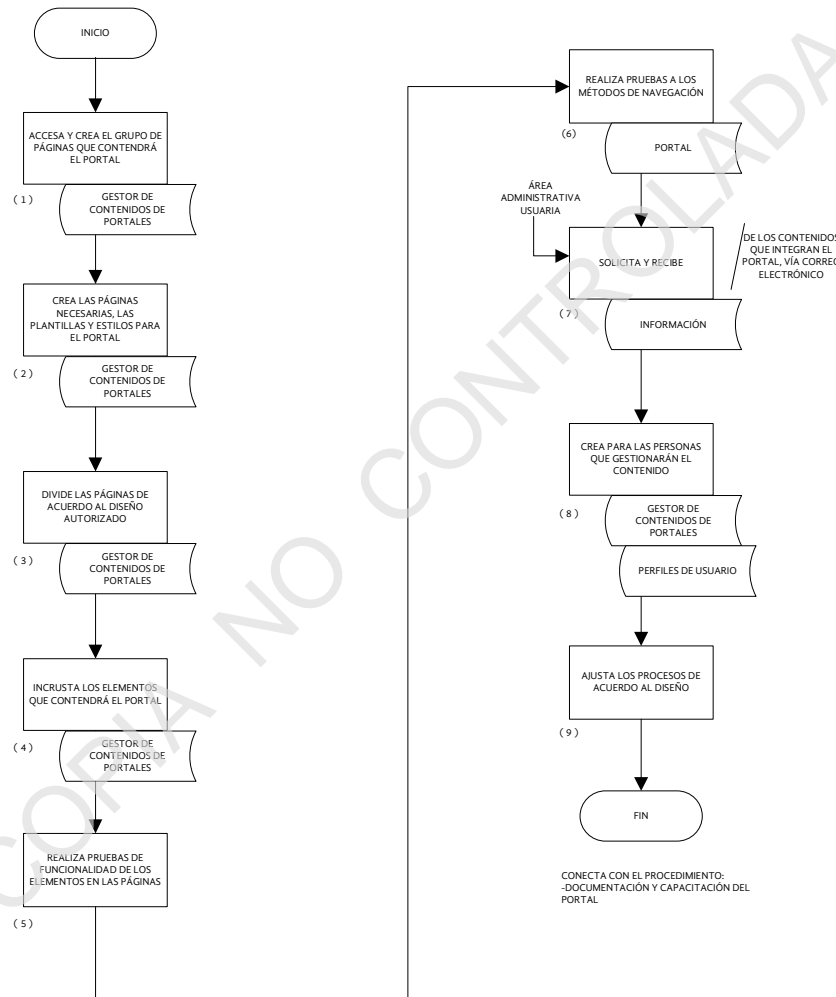 INICIO
ACCESA Y CREA EL GRUPO DE
PÁGINAS QUE CONTENDRÁ
EL PORTAL
( 1 )
GESTOR DE
CONTENIDOS DE
PORTALES
CREA LAS PÁGINAS
NECESARIAS, LAS
PLANTILLAS Y ESTILOS PARA
EL PORTAL
( 2 )
GESTOR DE
CONTENIDOS DE
PORTALES
DIVIDE LAS PÁGINAS DE
ACUERDO AL DISEÑO
AUTORIZADO
( 3 )
GESTOR DE
CONTENIDOS DE
PORTALES
INCRUSTA LOS ELEMENTOS
QUE CONTENDRÁ EL PORTAL
( 4 )
GESTOR DE
CONTENIDOS DE
PORTALES
REALIZA PRUEBAS DE
FUNCIONALIDAD DE LOS
ELEMENTOS EN LAS PÁGINAS
( 5 )
REALIZA PRUEBAS A LOS
MÉTODOS DE NAVEGACIÓN
(6)
PORTAL
ÁREA
ADMINISTRATIVA
USUARIA
SOLICITA Y RECIBE
DE LOS CONTENIDOS
QUE INTEGRAN EL
PORTAL, VÍA CORREO
ELECTRÓNICO
( 7 )
INFORMACIÓN
CREA PARA LAS PERSONAS
QUE GESTIONARÁN EL
CONTENIDO
( 8 )
GESTOR DE
CONTENIDOS DE
PORTALES
PERFILES DE USUARIO
AJUSTA LOS PROCESOS DE
ACUERDO AL DISEÑO
( 9 )
FIN
CONECTA CON EL PROCEDIMIENTO:
-DOCUMENTACIÓN Y CAPACITACIÓN DEL
PORTAL
COPIA NO CONTROLADA